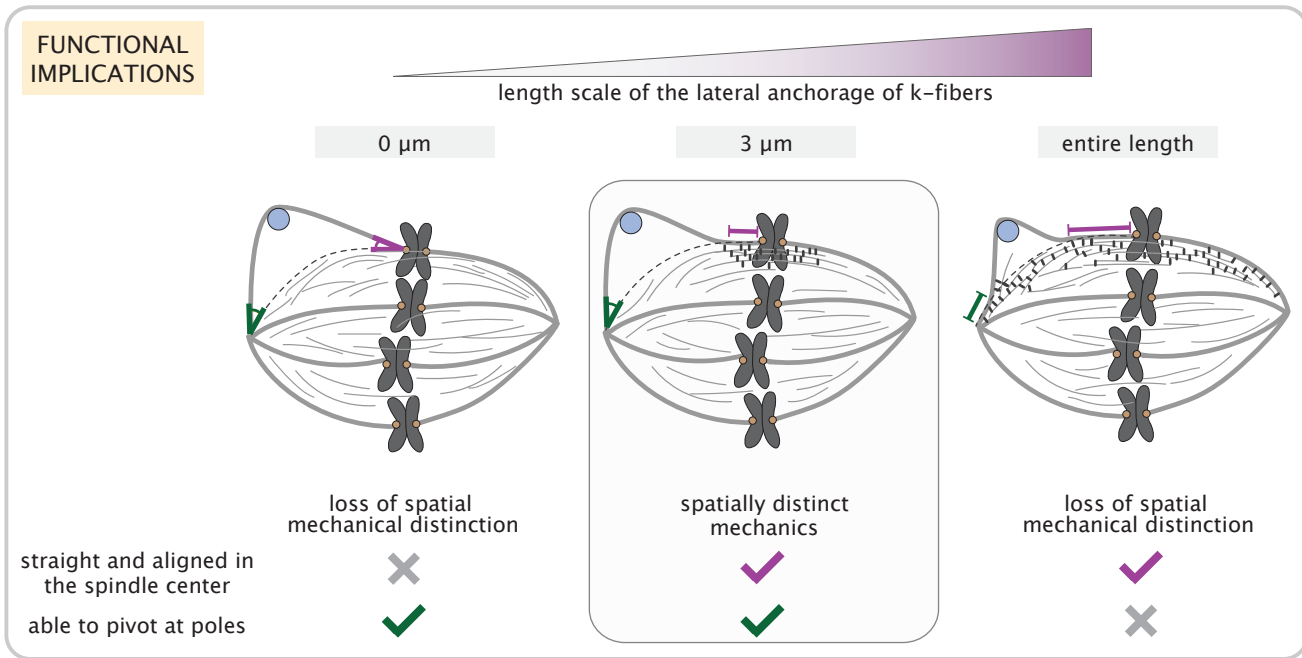 FUNCTIONAL
IMPLICATIONS
length scale of the lateral anchorage of k-fibers
0 μm
3 μm
entire length
loss of spatial
mechanical distinction
spatially distinct
mechanics
loss of spatial
mechanical distinction
straight and aligned in
the spindle center
able to pivot at poles